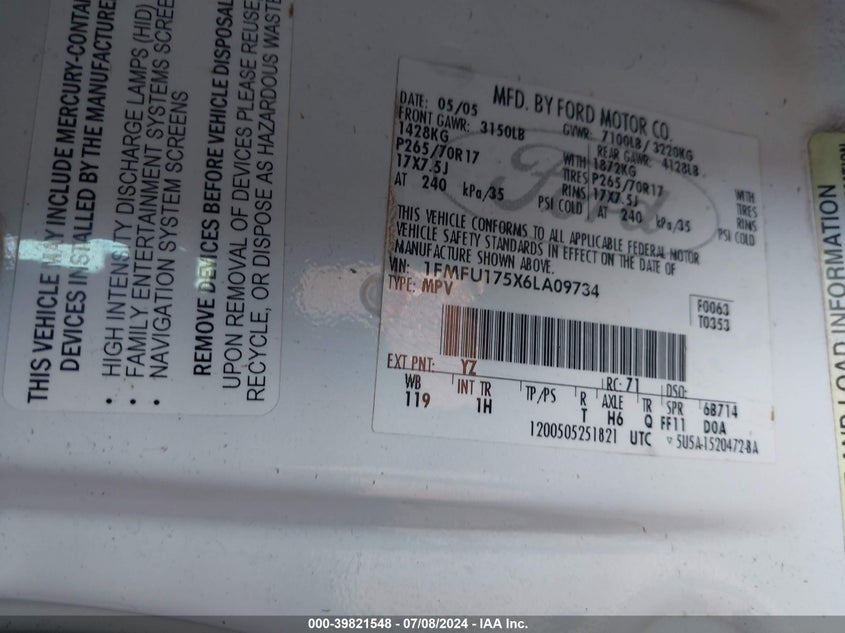 THIS VEHICLE MAY INCLUDE MERCURY-CONTA
DEVICES INSTALLED BY THE MANUFACTURE
• HIGH INTENSITY DISCHARGE LAMPS (HID)
• FAMILY ENTERTAINMENT SYSTEMS SCREE
• NAVIGATION SYSTEM SCREENS
REMOVE DEVICES BEFORE VEHICLE DISPOSAL
UPON REMOVAL OF DEVICES PLEASE REUSE
RECYCLE, OR DISPOSE AS HAZARDOUS WASTE
Ford
MFD. BY FORD MOTOR CO.
DATE: 05/05 GVWR: 7100LB / 3220KG
FRONT GAWR: 3150LB REAR GAWR: 4128LB
1428KG WITH 1872KG WITH
P265/70R17 TIRES P265/70R17 TIRES
17X7.5J RIMS 17X7.5J RIMS
AT 240 kPa/35 PSI COLD AT 240 kPa/35 PSI COLD
THIS VEHICLE CONFORMS TO ALL APPLICABLE FEDERAL MOTOR
VEHICLE SAFETY STANDARDS IN EFFECT ON THE DATE OF
MANUFACTURE SHOWN ABOVE.
VIN: 1FMFU175X6LA09734
TYPE: MPV
F0063
T0353
EXT PNT: YZ RC: 71 DSO:
WB INT TR TP/PS R AXLE TR SPR 6B714
119 1H T H6 Q FF11 DOA
1200505251821 UTC ▽ 5U5A-1520472-BA
AND LOAD INFORMATION
000-39821548 - 07/08/2024 - IAA Inc.